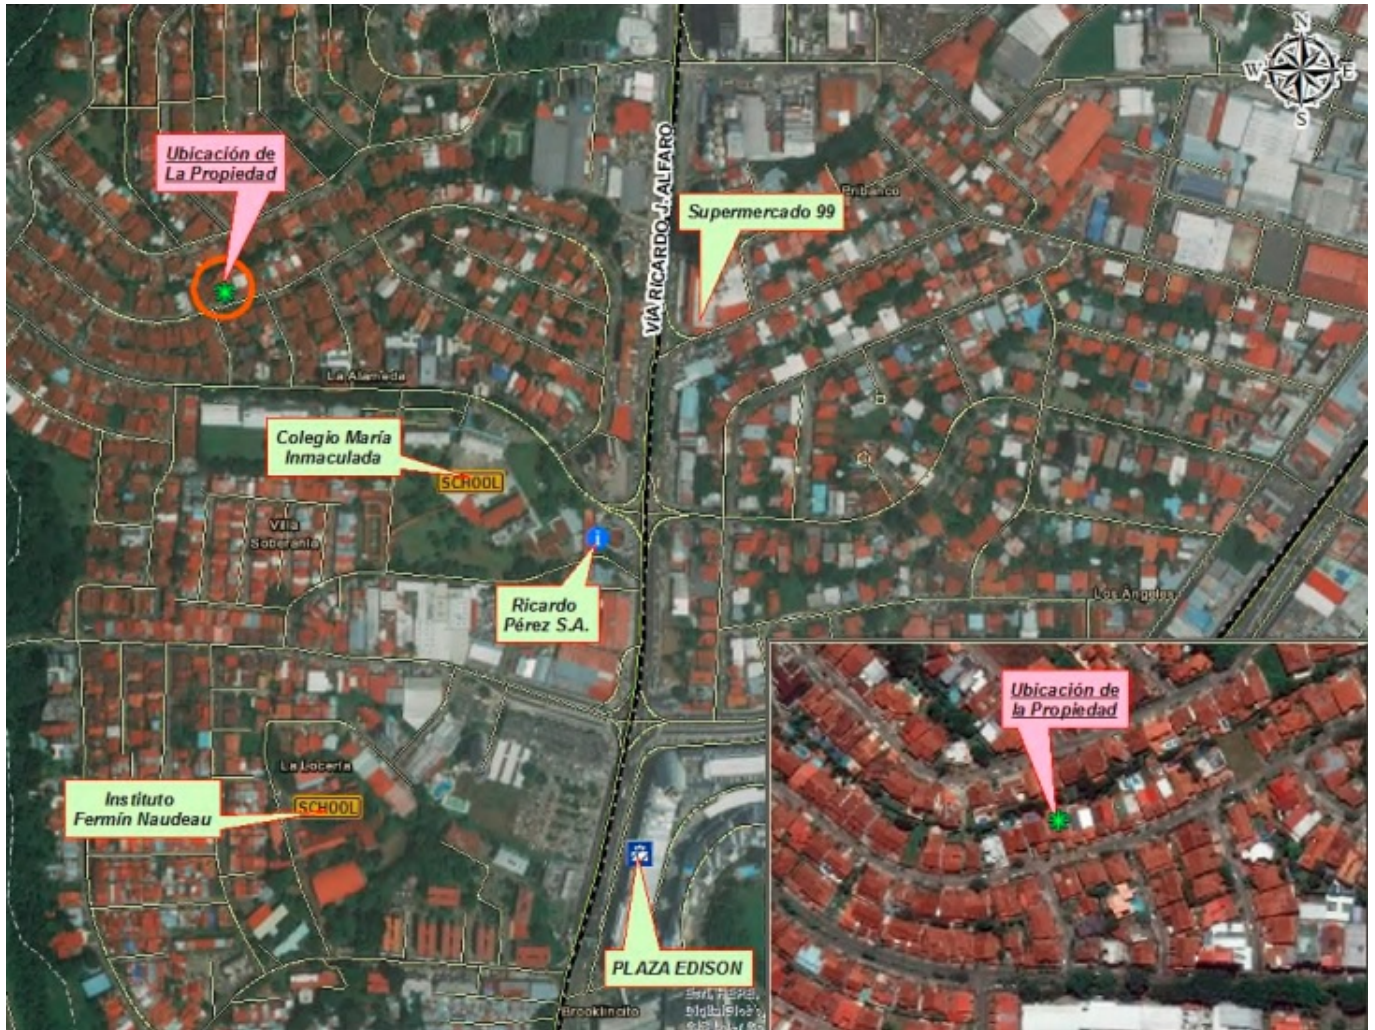 N
W E
S
Ubicación de
La Propiedad
VÍA RICARDO J. ALFARO
Pribanco
Supermercado 99
La Alameda
Colegio María
Inmaculada
SCHOOL
Villa
Soberanía
i
Ricardo
Pérez S.A.
Los Angeles
Ubicación de
la Propiedad
La Locería
Instituto
Fermín Naudeau
SCHOOL
PLAZA EDISON
Brooklincito